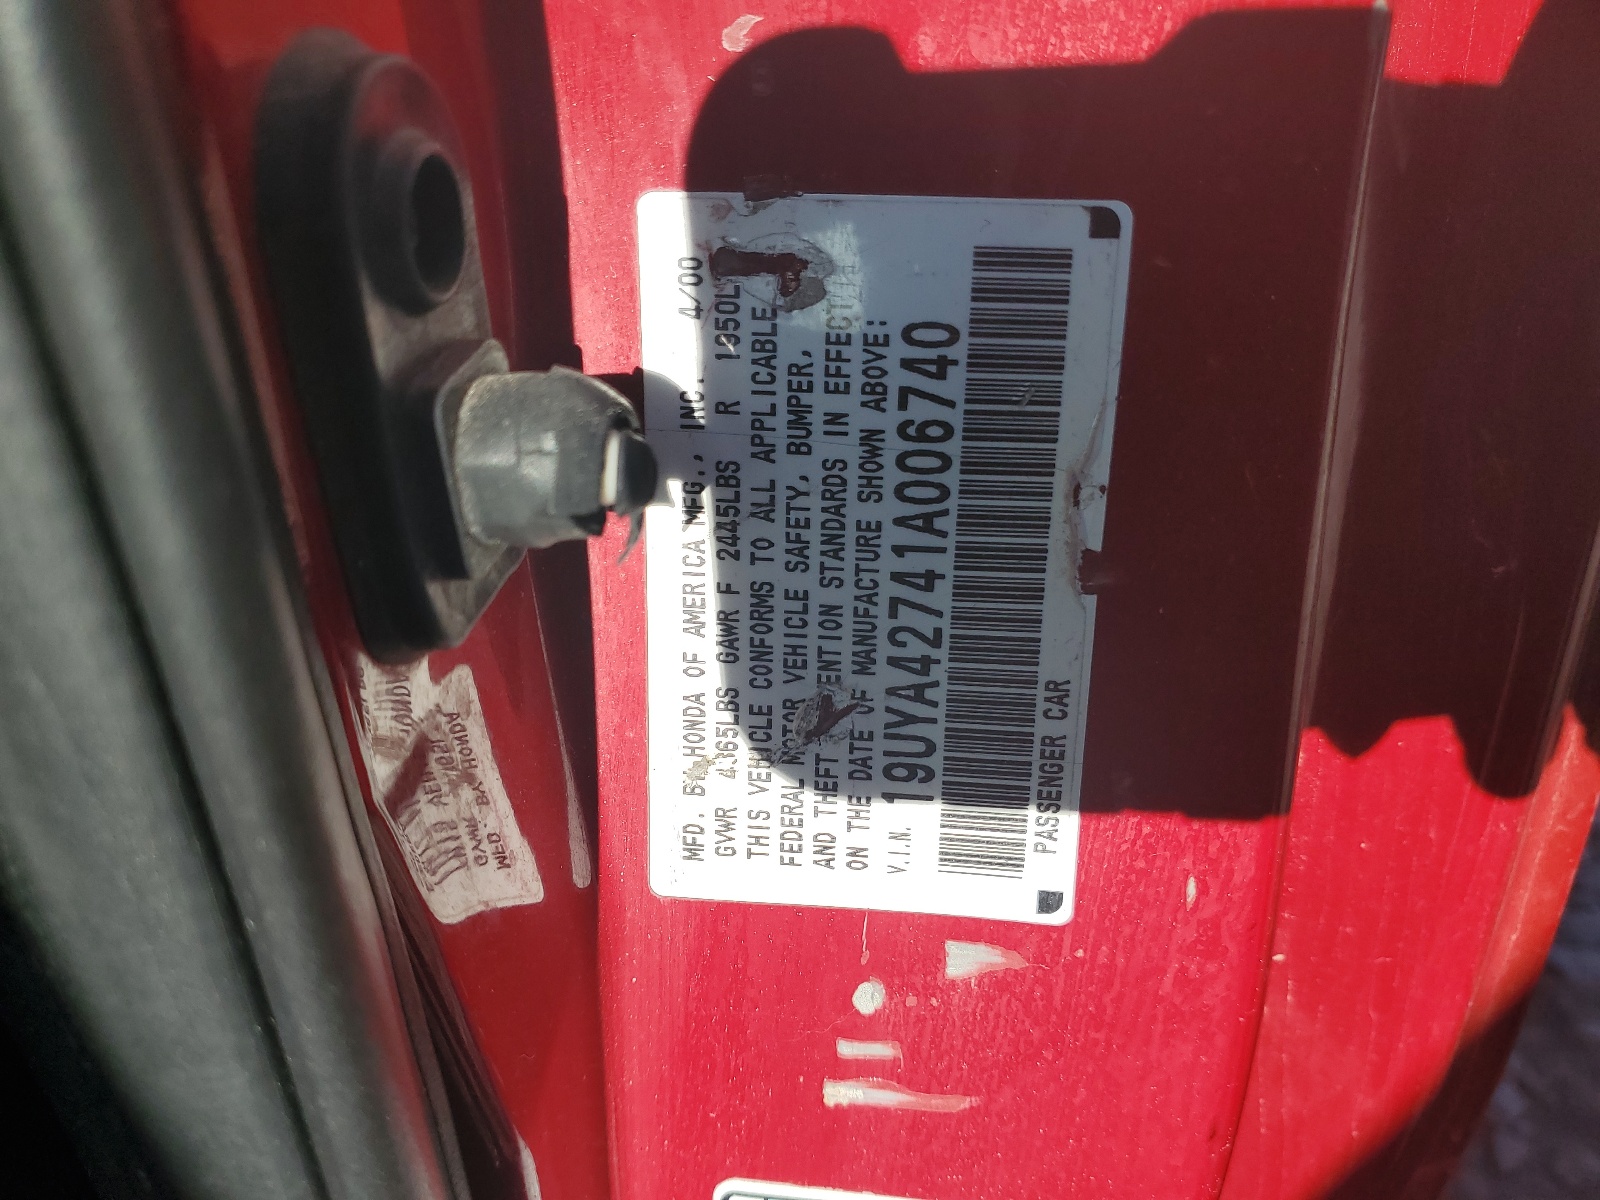 MFD. BY HONDA OF AMERICA MFG., INC. 4/00
GVWR 4365LBS GAWR F 2445LBS R 1950L
THIS VEHICLE CONFORMS TO ALL APPLICABLE
FEDERAL MOTOR VEHICLE SAFETY, BUMPER,
AND THEFT ENTION STANDARDS IN EFFECT
ON THE DATE OF MANUFACTURE SHOWN ABOVE:
V.I.N. 19UYA42741A006740
PASSENGER CAR